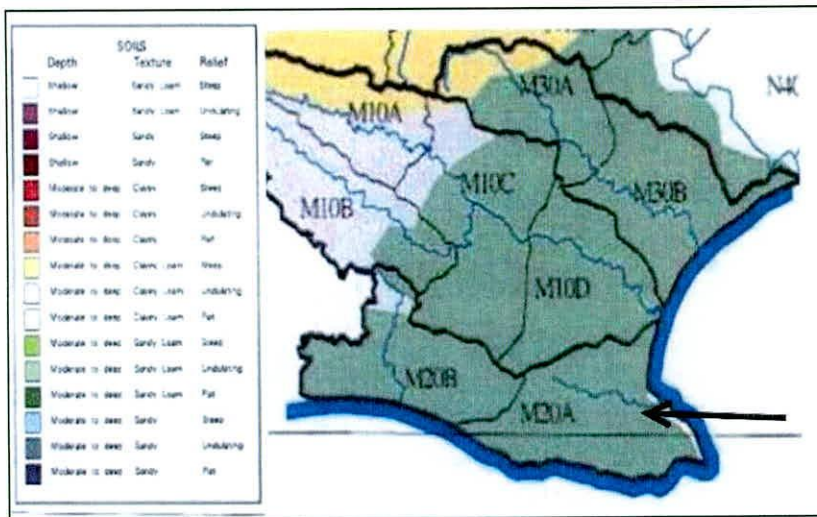 SOILS
Depth Texture Relief
Shallow Sandy Loam Steep
Shallow Sandy Loam Undulating
Shallow Sandy Steep
Shallow Sandy Flat
Moderate to deep Clayey Steep
Moderate to deep Clayey Undulating
Moderate to deep Clayey Flat
Moderate to deep Clayey Loam Steep
Moderate to deep Clayey Loam Undulating
Moderate to deep Clayey Loam Flat
Moderate to deep Sandy Loam Steep
Moderate to deep Sandy Loam Undulating
Moderate to deep Sandy Loam Flat
Moderate to deep Sandy Steep
Moderate to deep Sandy Undulating
Moderate to deep Sandy Flat
M30A
M10A
M10C
M30B
M10B
M10D
M20B
M20A